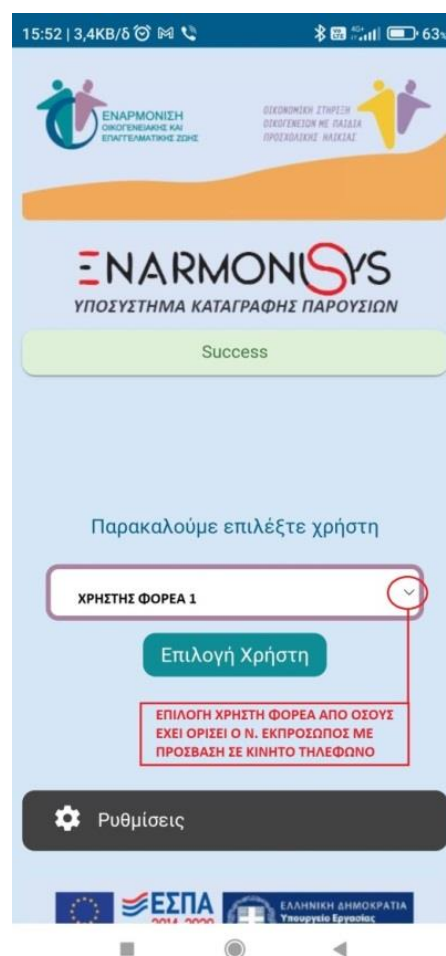 15:52 | 3,4KB/δ
63
ΕΝΑΡΜΟΝΙΣΗ
ΟΙΚΟΓΕΝΕΙΑΚΗΣ ΚΑΙ
ΕΠΑΓΓΕΛΜΑΤΙΚΗΣ ΖΩΗΣ
ΟΙΚΟΝΟΜΙΚΗ ΣΤΗΡΙΞΗ
ΟΙΚΟΓΕΝΕΙΩΝ ΜΕ ΠΑΙΔΙΑ
ΠΡΟΣΧΟΛΙΚΗΣ ΗΛΙΚΙΑΣ
ENARMONISYS
ΥΠΟΣΥΣΤΗΜΑ ΚΑΤΑΓΡΑΦΗΣ ΠΑΡΟΥΣΙΩΝ
Success
Παρακαλούμε επιλέξτε χρήστη
ΧΡΗΣΤΗΣ ΦΟΡΕΑ 1
Επιλογή Χρήστη
ΕΠΙΛΟΓΗ ΧΡΗΣΤΗ ΦΟΡΕΑ ΑΠΟ ΟΣΟΥΣ
ΕΧΕΙ ΟΡΙΣΕΙ Ο Ν. ΕΚΠΡΟΣΩΠΟΣ ΜΕ
ΠΡΟΣΒΑΣΗ ΣΕ ΚΙΝΗΤΟ ΤΗΛΕΦΩΝΟ
Ρυθμίσεις
ΕΣΠΑ
2014-2020
ΕΛΛΗΝΙΚΗ ΔΗΜΟΚΡΑΤΙΑ
Υπουργείο Εργασίας